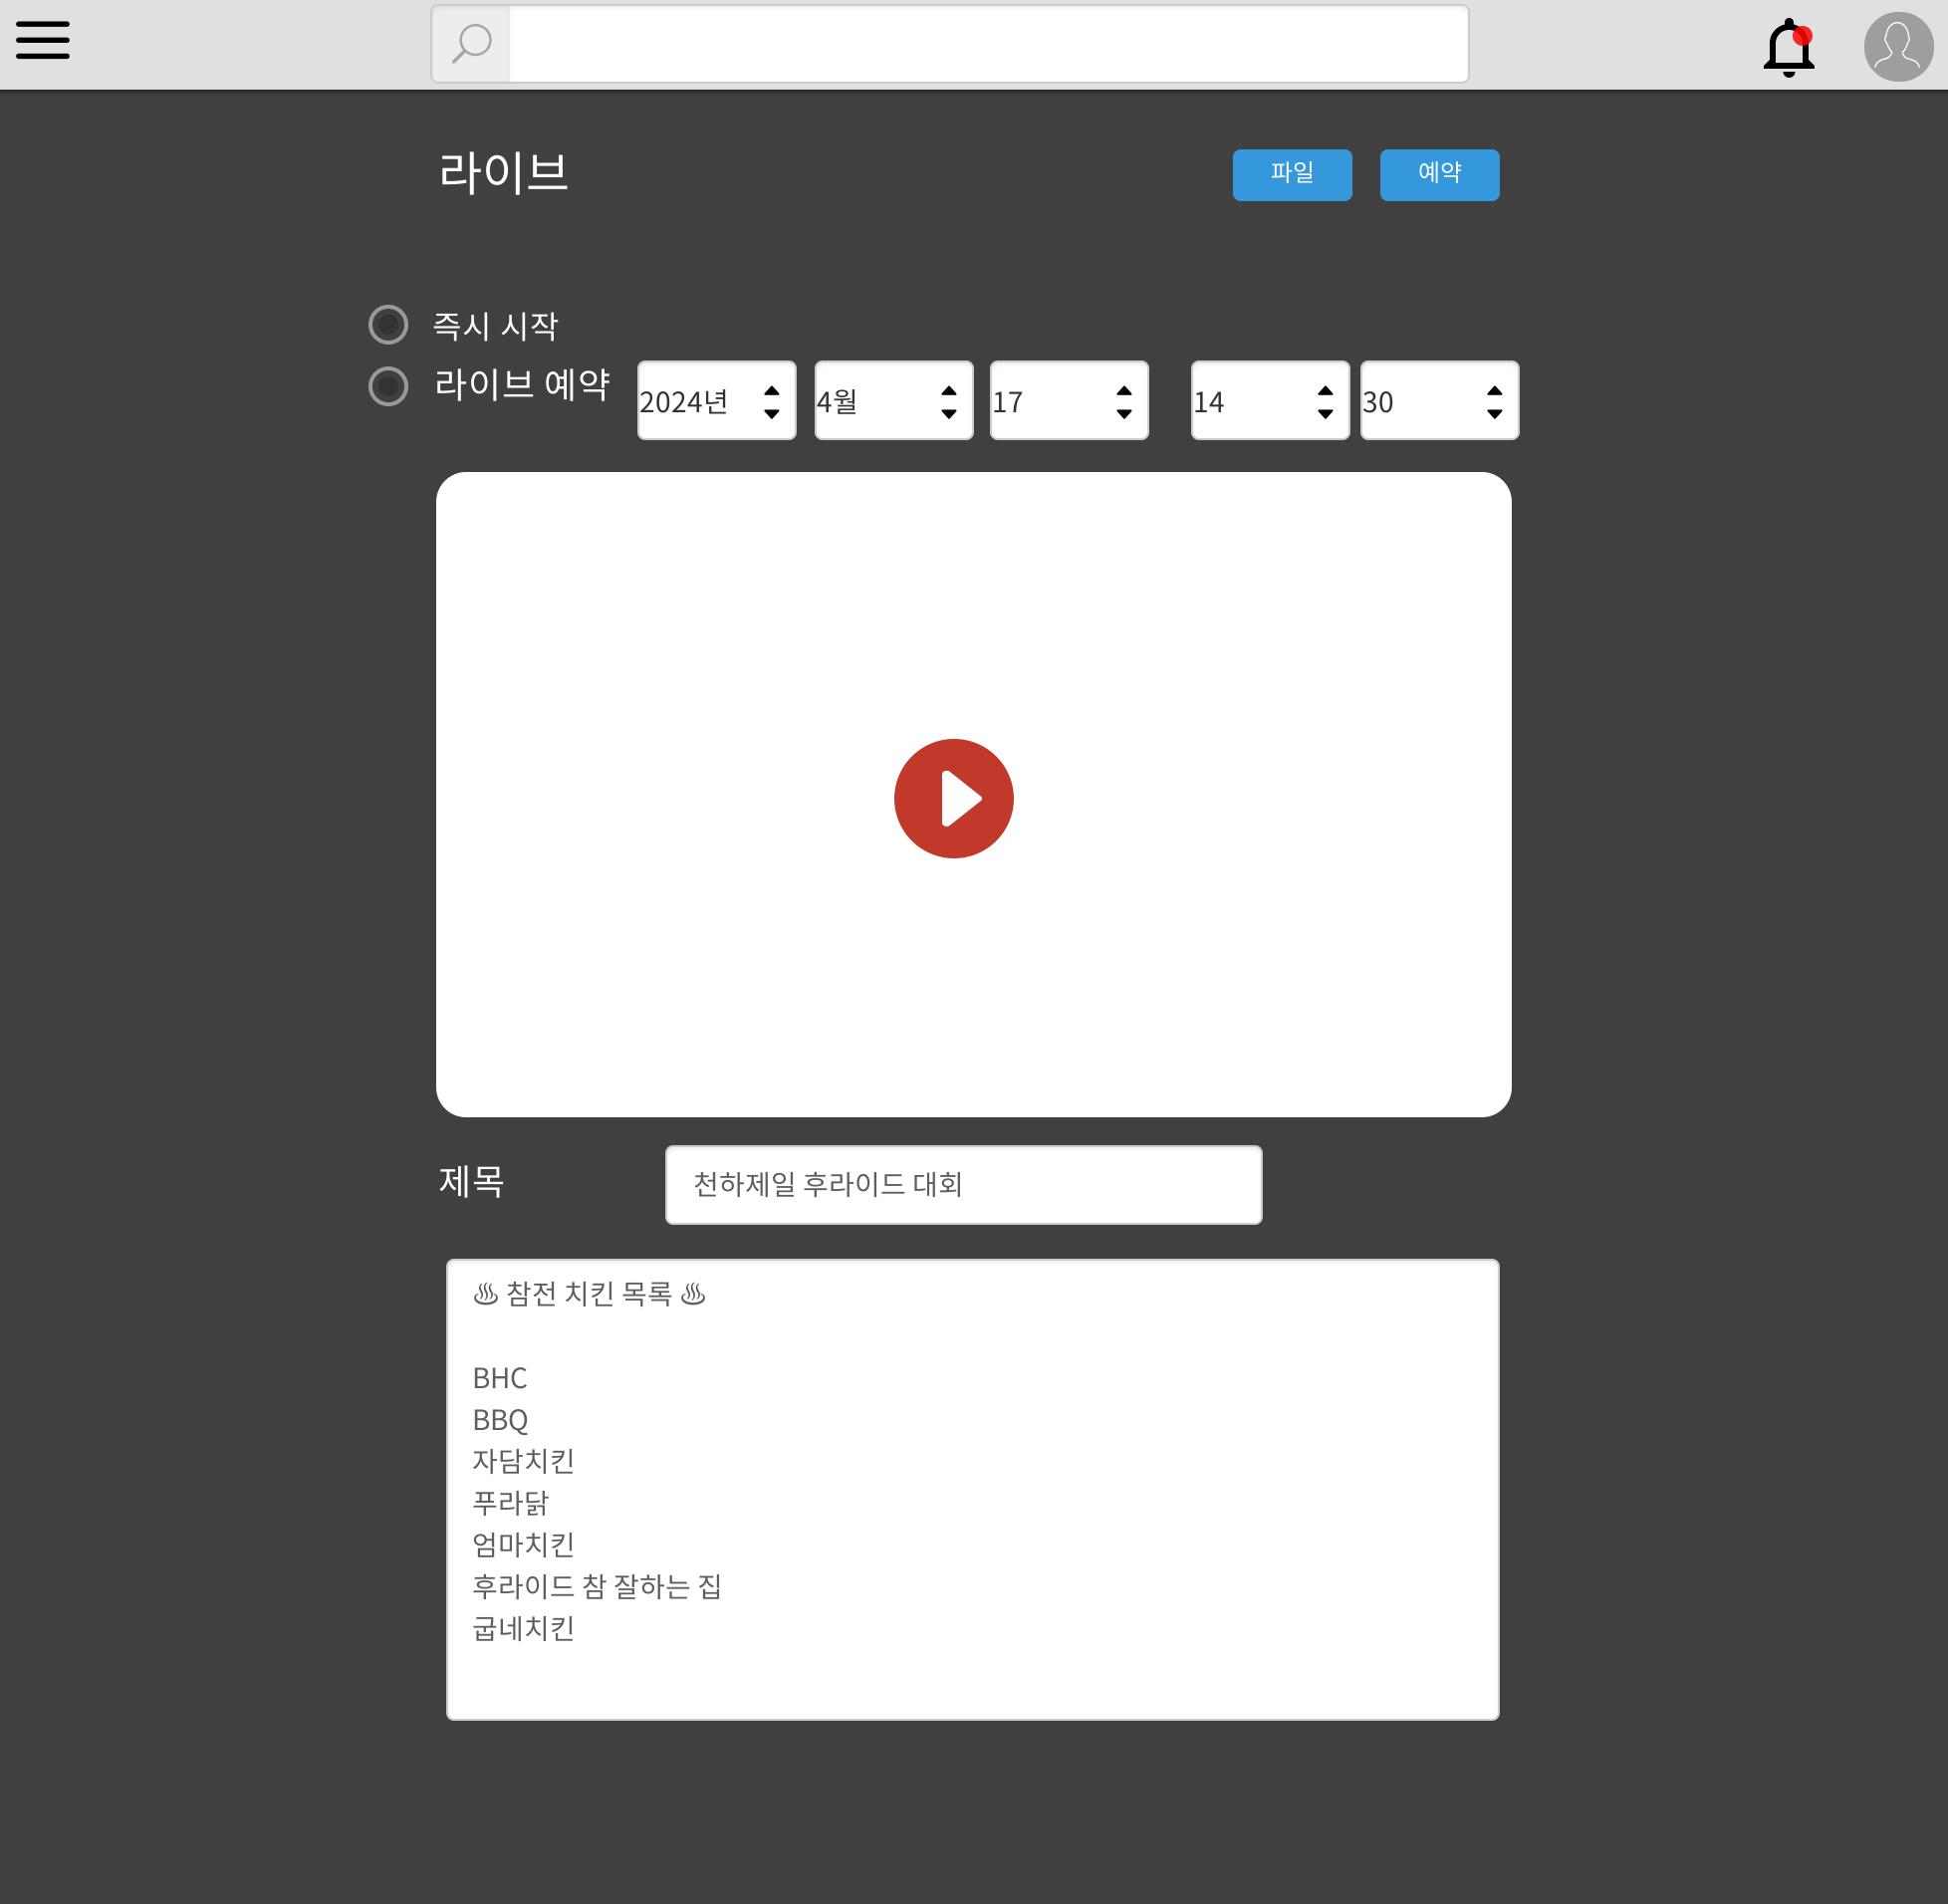 라이브 파일 예약
즉시 시작
라이브 예약 2024년 4월 17 14 30
제목 천하제일 후라이드 대회
♨ 참전 치킨 목록 ♨
BHC
BBQ
자담치킨
푸라닭
엄마치킨
후라이드 참 잘하는 집
굽네치킨